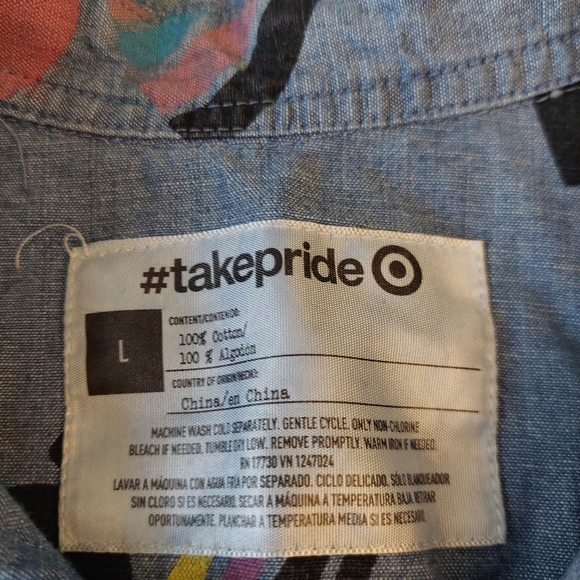 #takepride
L
CONTENT/CONTENIDO:
100% Cotton/
100 % Algodón
COUNTRY OF ORIGIN/HECHO:
China/en China
MACHINE WASH COLD SEPARATELY. GENTLE CYCLE. ONLY NON-CHLORINE
BLEACH IF NEEDED. TUMBLE DRY LOW. REMOVE PROMPTLY. WARM IRON IF NEEDED.
RN 17730 VN 1247024
LAVAR A MÁQUINA CON AGUA FRÍA POR SEPARADO. CICLO DELICADO. SÓLO BLANQUEADOR
SIN CLORO SI ES NECESARIO. SECAR A MÁQUINA A TEMPERATURA BAJA. RETIRAR
OPORTUNAMENTE. PLANCHAR A TEMPERATURA MEDIA SI ES NECESARIO.